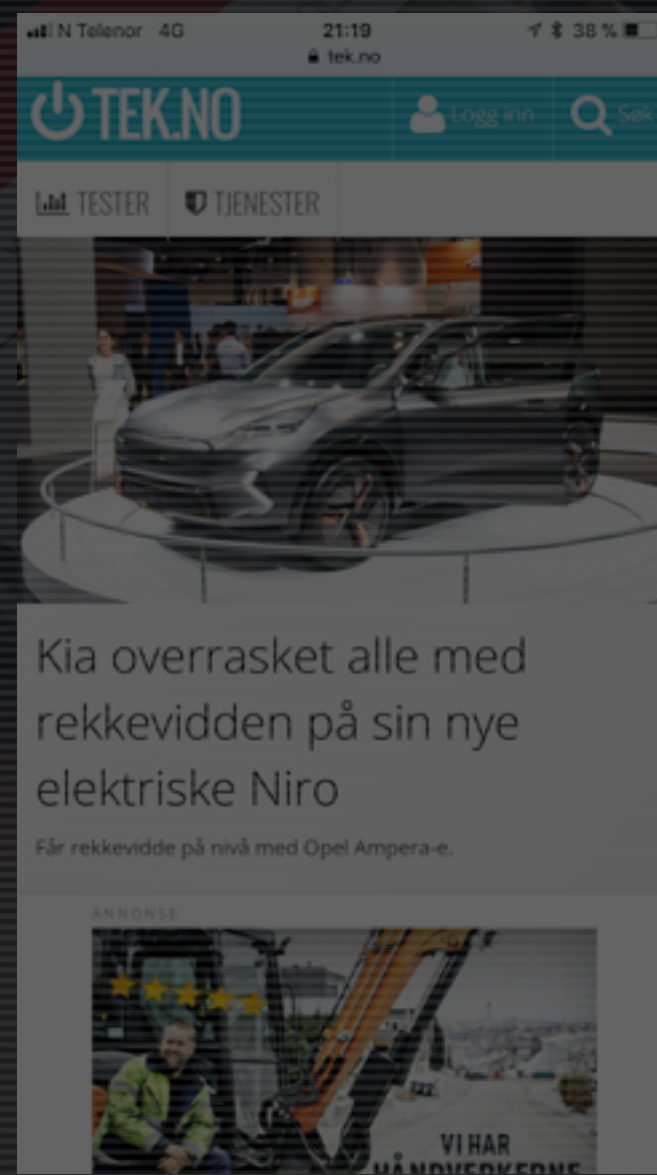 N Telenor 4G 21:19 38 %
tek.no
TEK.NO Logg inn Søk
TESTER TJENESTER
Kia overrasket alle med
rekkevidden på sin nye
elektriske Niro
Får rekkevidde på nivå med Opel Ampera-e.
ANNONSE
VI HAR
HÅNDVERKERNE